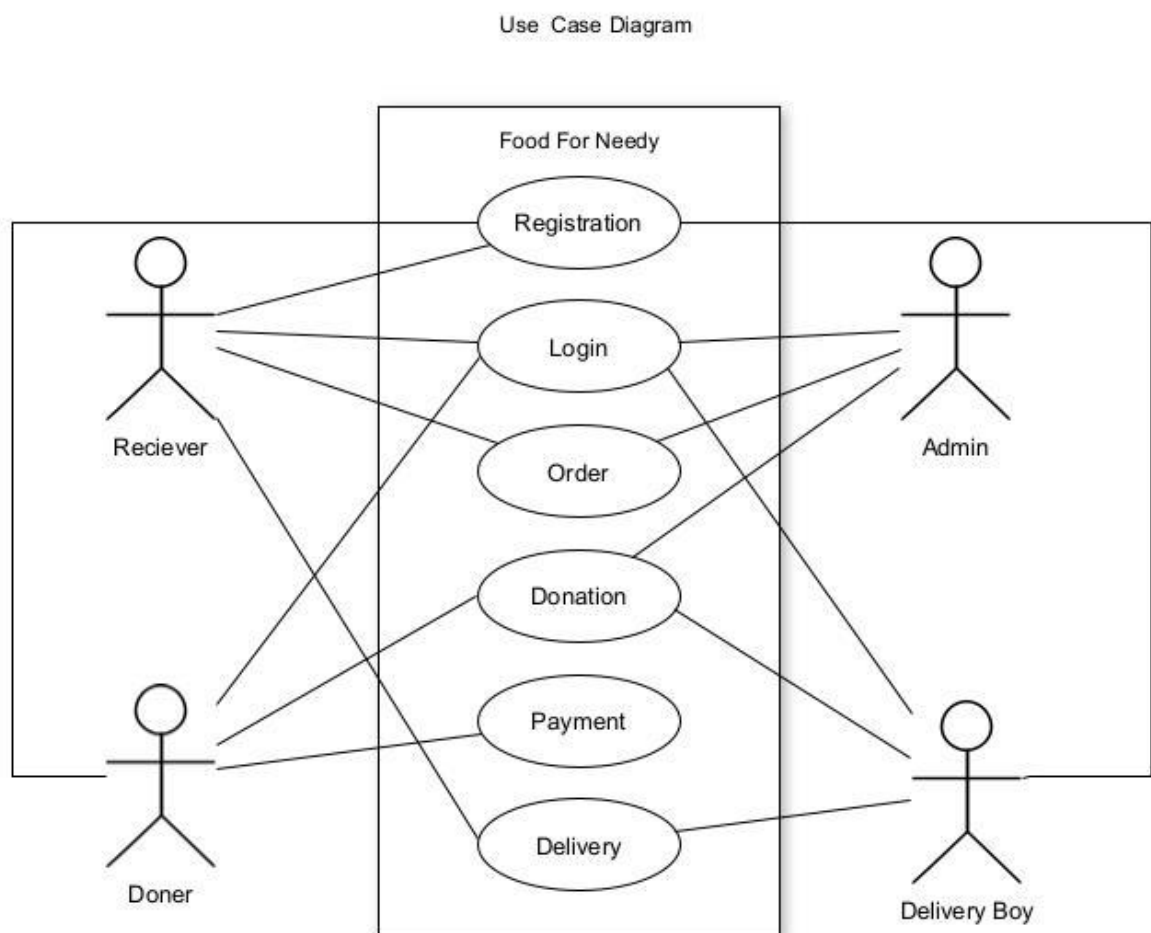 Use Case Diagram
Food For Needy
Registration
Login
Reciever
Admin
Order
Donation
Payment
Delivery
Doner
Delivery Boy